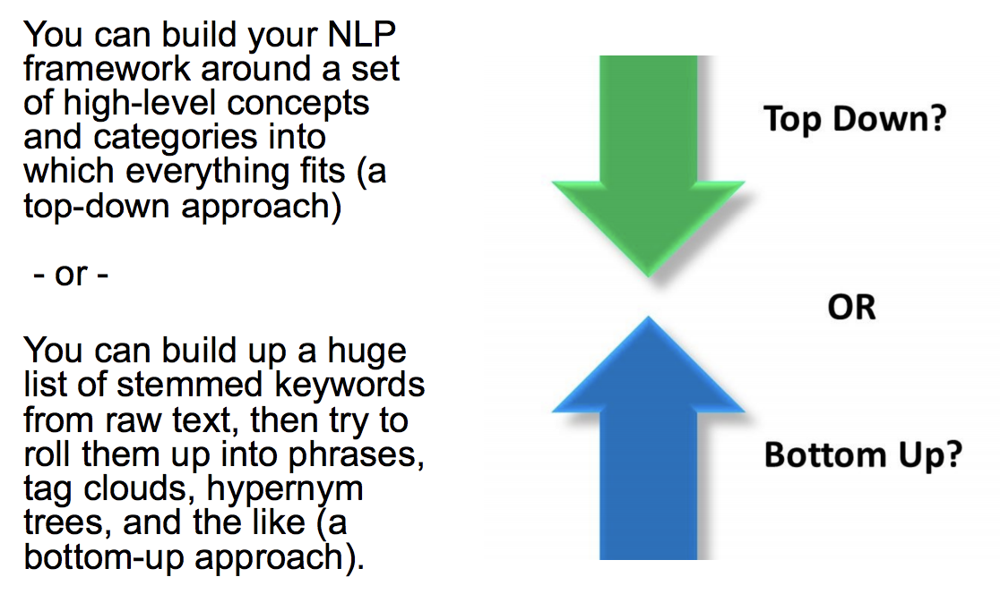 You can build your NLP
framework around a set
of high-level concepts
and categories into
which everything fits (a
top-down approach)
- or -
You can build up a huge
list of stemmed keywords
from raw text, then try to
roll them up into phrases,
tag clouds, hypernym
trees, and the like (a
bottom-up approach).
Top Down?
OR
Bottom Up?